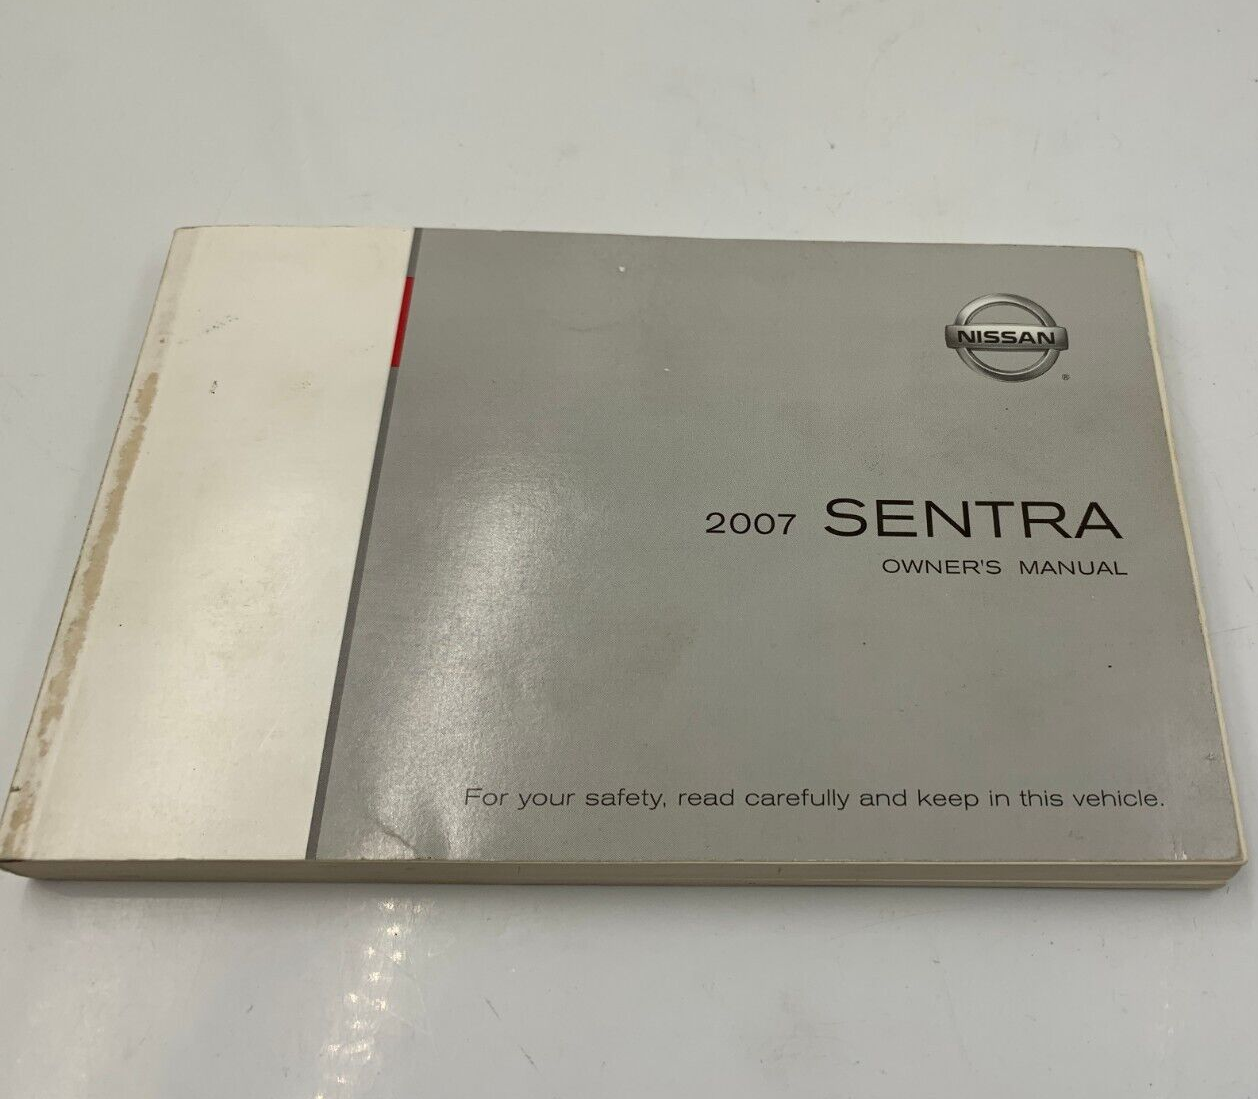 NISSAN
®
2007 SENTRA
OWNER'S MANUAL
For your safety, read carefully and keep in this vehicle.